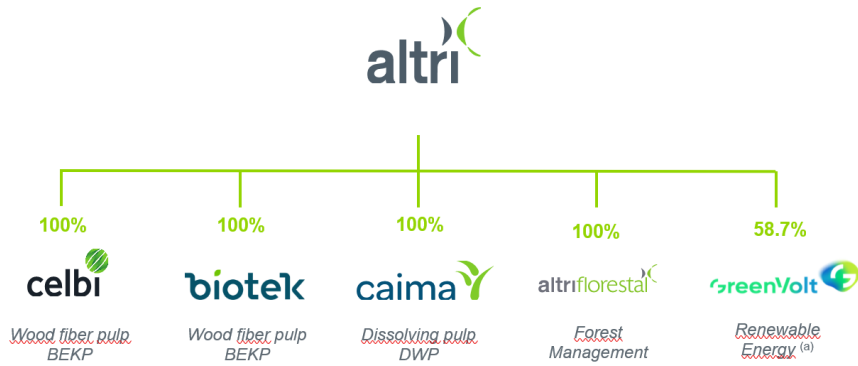 altri
100%
100%
100%
100%
58.7%
celbi
biotek
caima
altriflorestal
GreenVolt
Wood fiber pulp
BEKP
Wood fiber pulp
BEKP
Dissolving pulp
DWP
Forest
Management
Renewable
Energy (a)